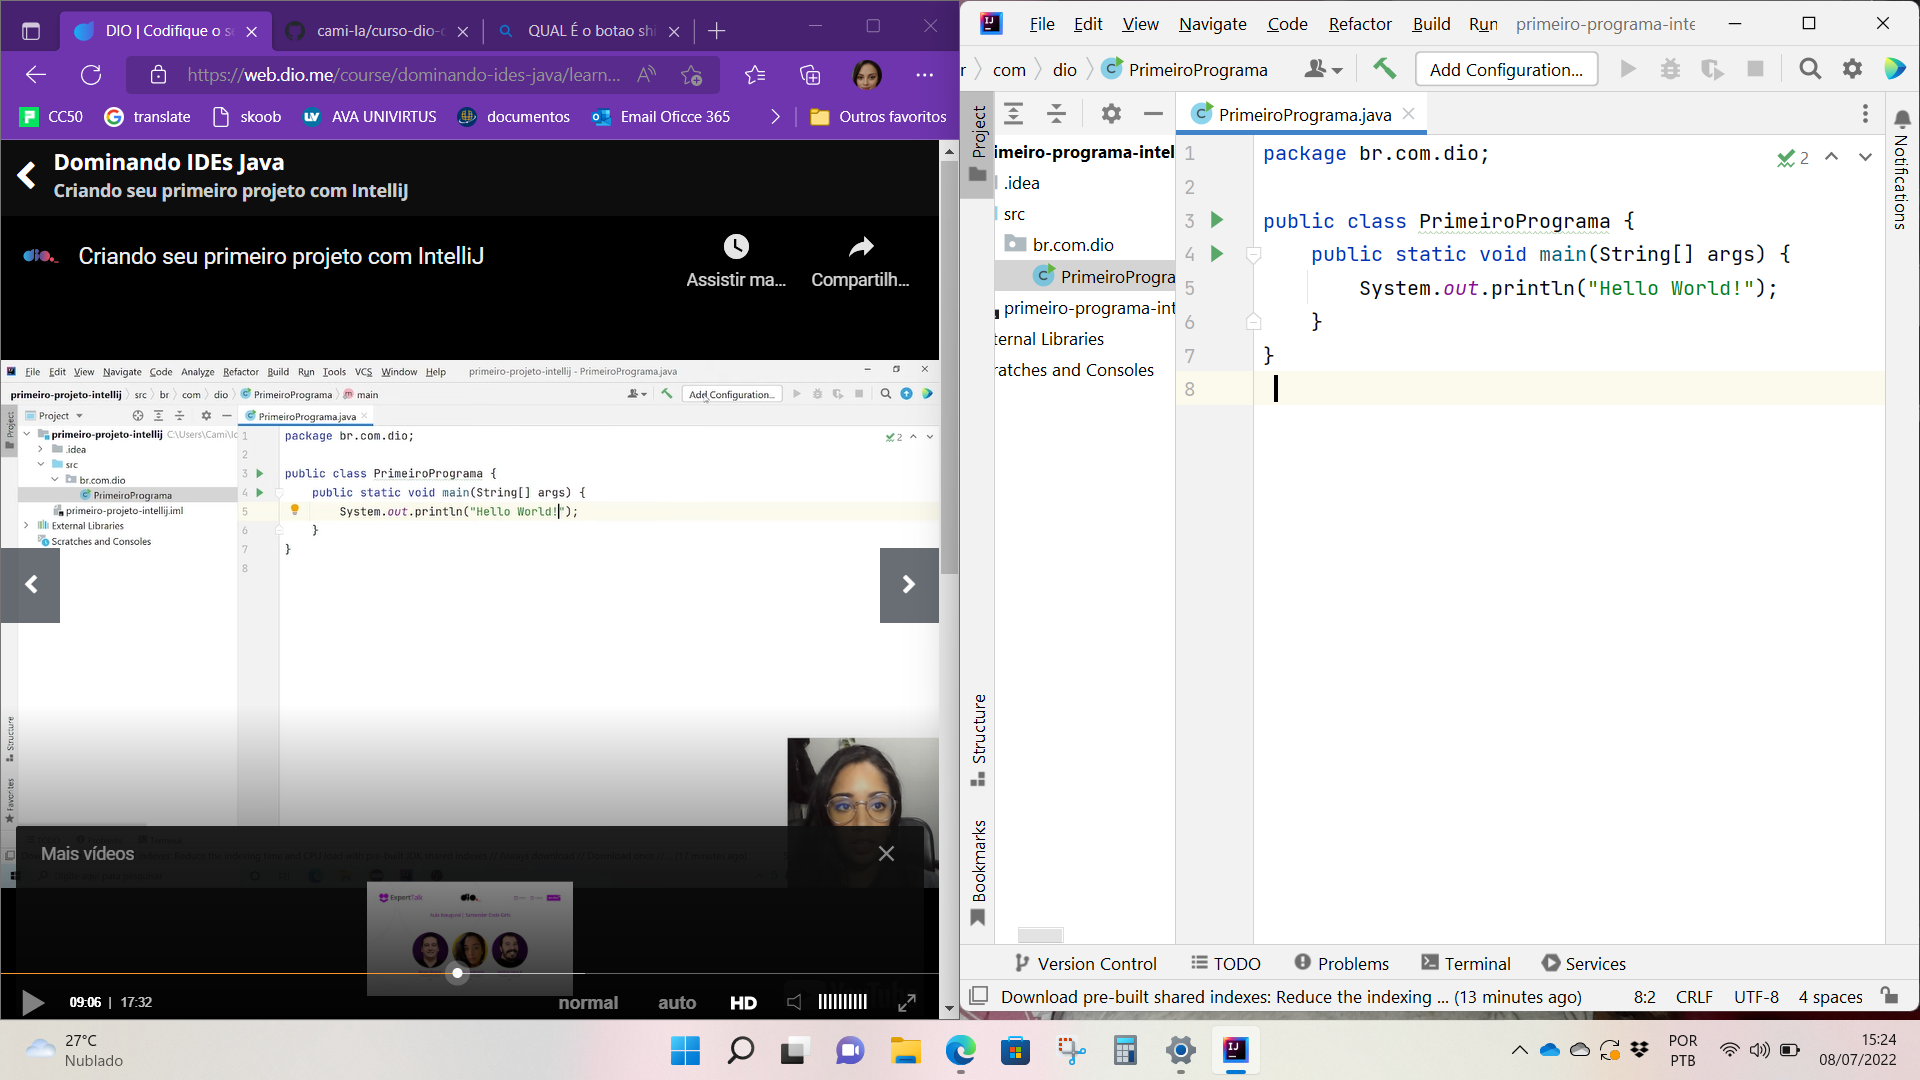 DIO | Codifique o s
cami-la/curso-dio-
QUAL É o botao sh
https://web.dio.me/course/dominando-ides-java/learn...
CC50
translate
skoob
AVA UNIVIRTUS
documentos
Email Oficce 365
Outros favoritos
Dominando IDEs Java
Criando seu primeiro projeto com IntelliJ
dio.
Criando seu primeiro projeto com IntelliJ
Assistir ma...
Compartilh...
File Edit View Navigate Code Analyze Refactor Build Run Tools VCS Window Help primeiro-projeto-intellij - PrimeiroPrograma.java
primeiro-projeto-intellij src br com dio PrimeiroPrograma main Add Configuration...
Project
Project
PrimeiroPrograma.java
primeiro-projeto-intellij C:\Users\Cami\Ic
.idea
src
br.com.dio
PrimeiroPrograma
primeiro-projeto-intellij.iml
External Libraries
Scratches and Consoles
1 package br.com.dio;
2
2
3 public class PrimeiroPrograma {
4 public static void main(String[] args) {
5 System.out.println("Hello World!");
6 }
7 }
8
Structure
Favorites
Mais vídeos
ExpertTalk
dio.
09:06 | 17:32
normal
auto
HD
File Edit View Navigate Code Refactor Build Run primeiro-programa-inte
r com dio PrimeiroPrograma Add Configuration...
Project
PrimeiroPrograma.java
imeiro-programa-intel
.idea
src
br.com.dio
PrimeiroProgra
primeiro-programa-int
ternal Libraries
ratches and Consoles
1 package br.com.dio;
2
2
3 public class PrimeiroPrograma {
4 public static void main(String[] args) {
5 System.out.println("Hello World!");
6 }
7 }
8
Notifications
Structure
Bookmarks
Version Control TODO Problems Terminal Services
Download pre-built shared indexes: Reduce the indexing ... (13 minutes ago) 8:2 CRLF UTF-8 4 spaces
27°C
Nublado
POR
PTB
15:24
08/07/2022